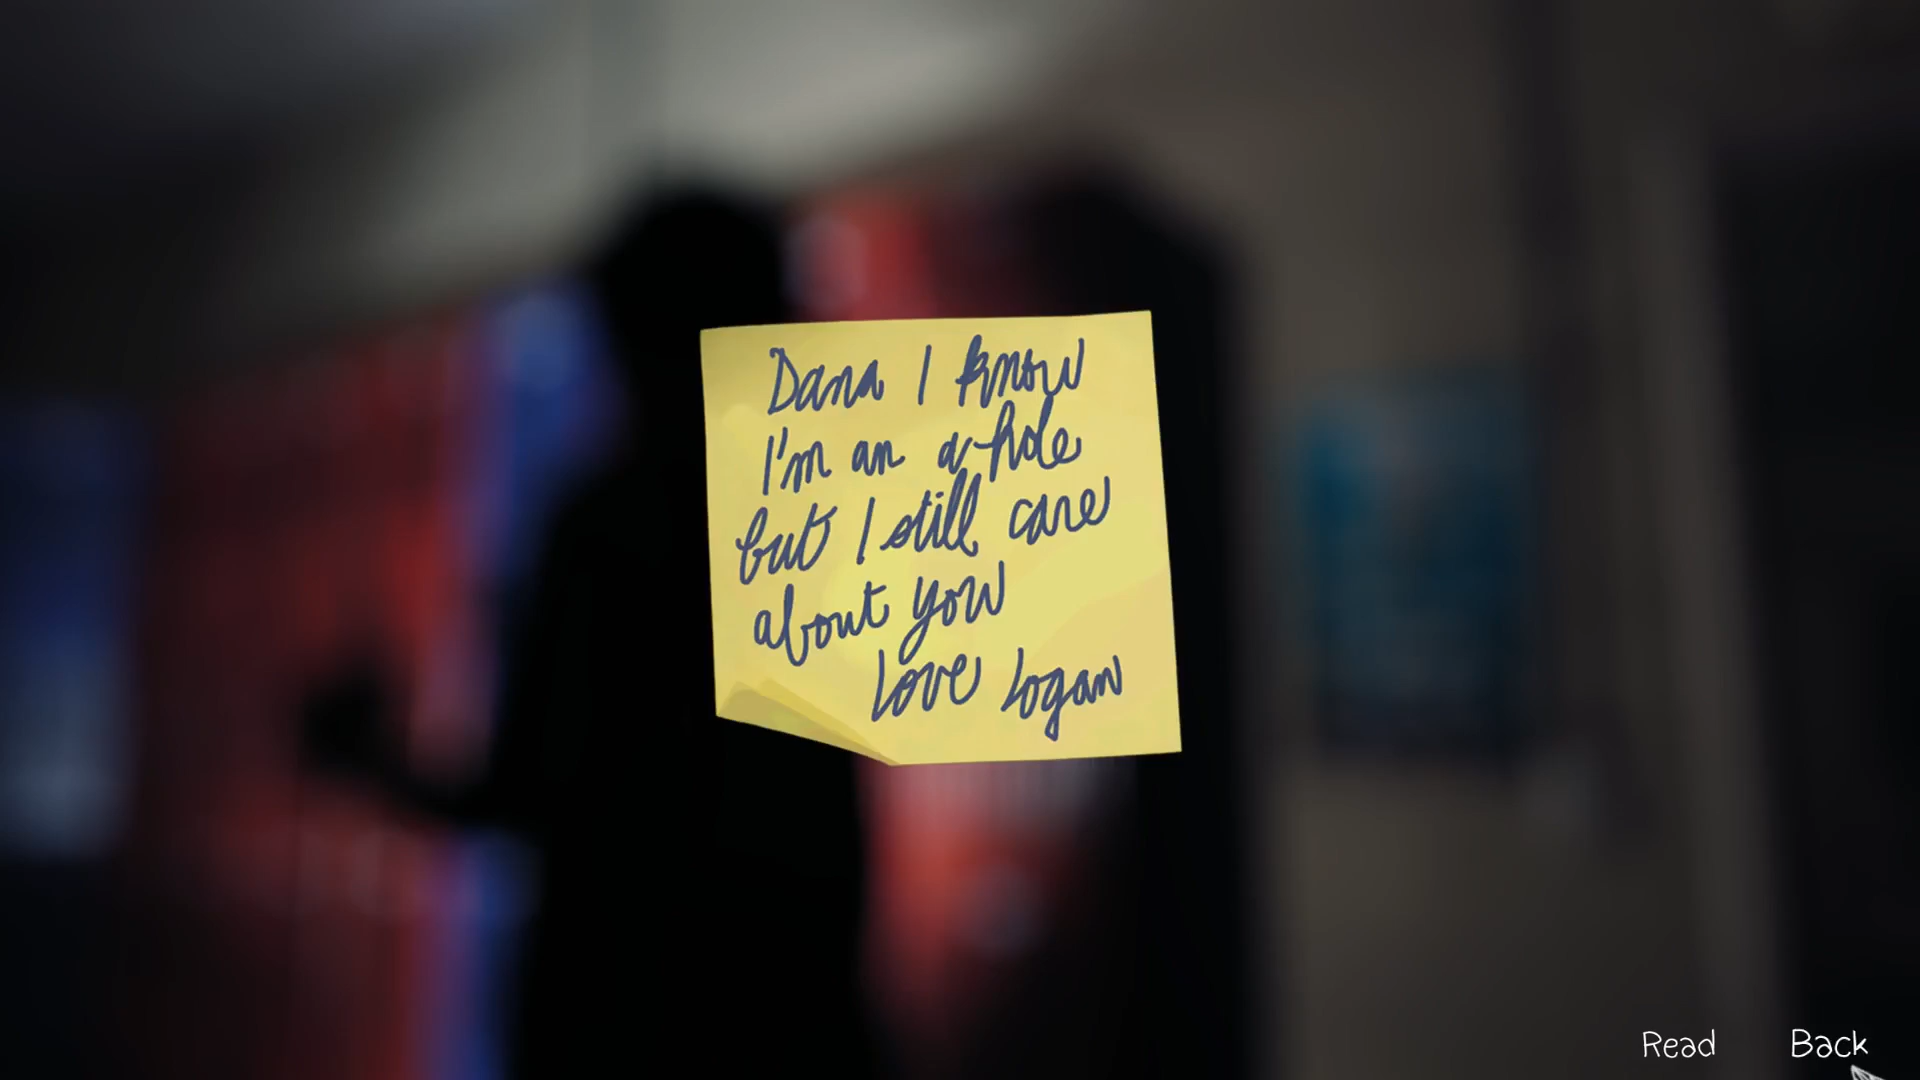 Dana I know
I'm an a-hole
but I still care
about you
Love Logan
Read Back